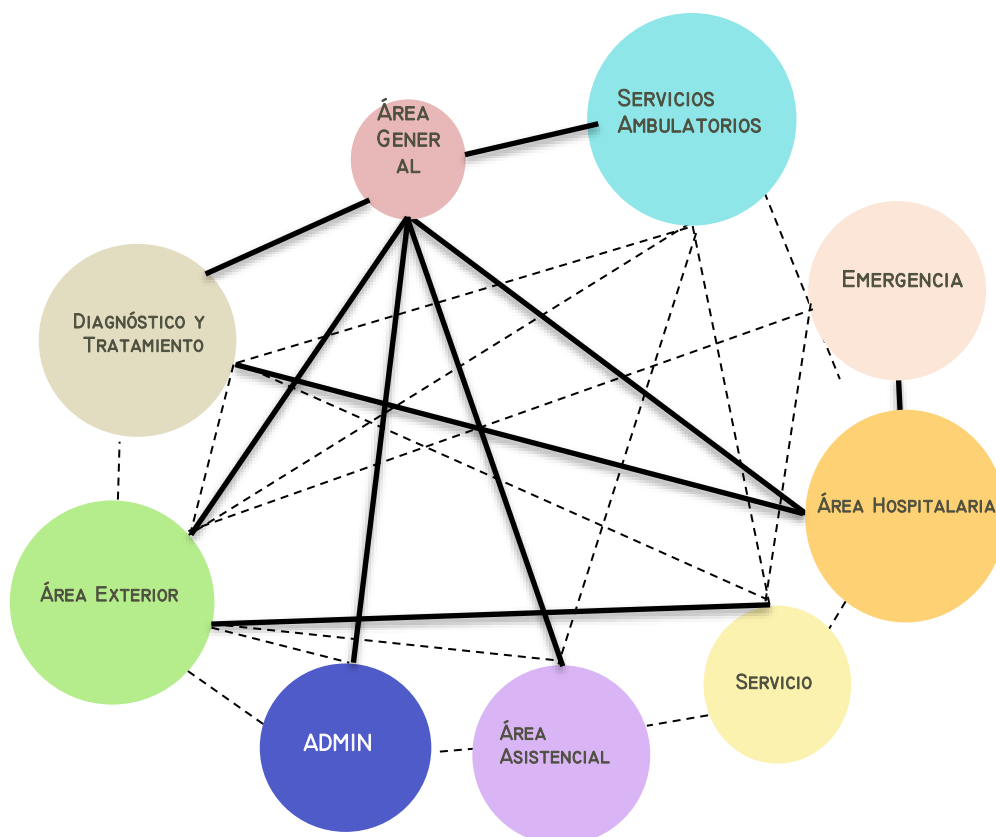 Área
Gener
al
Servicios
Ambulatorios
Emergencia
Diagnóstico y
Tratamiento
Área Hospitalaria
Área Exterior
Servicio
ADMIN
Área
Asistencial